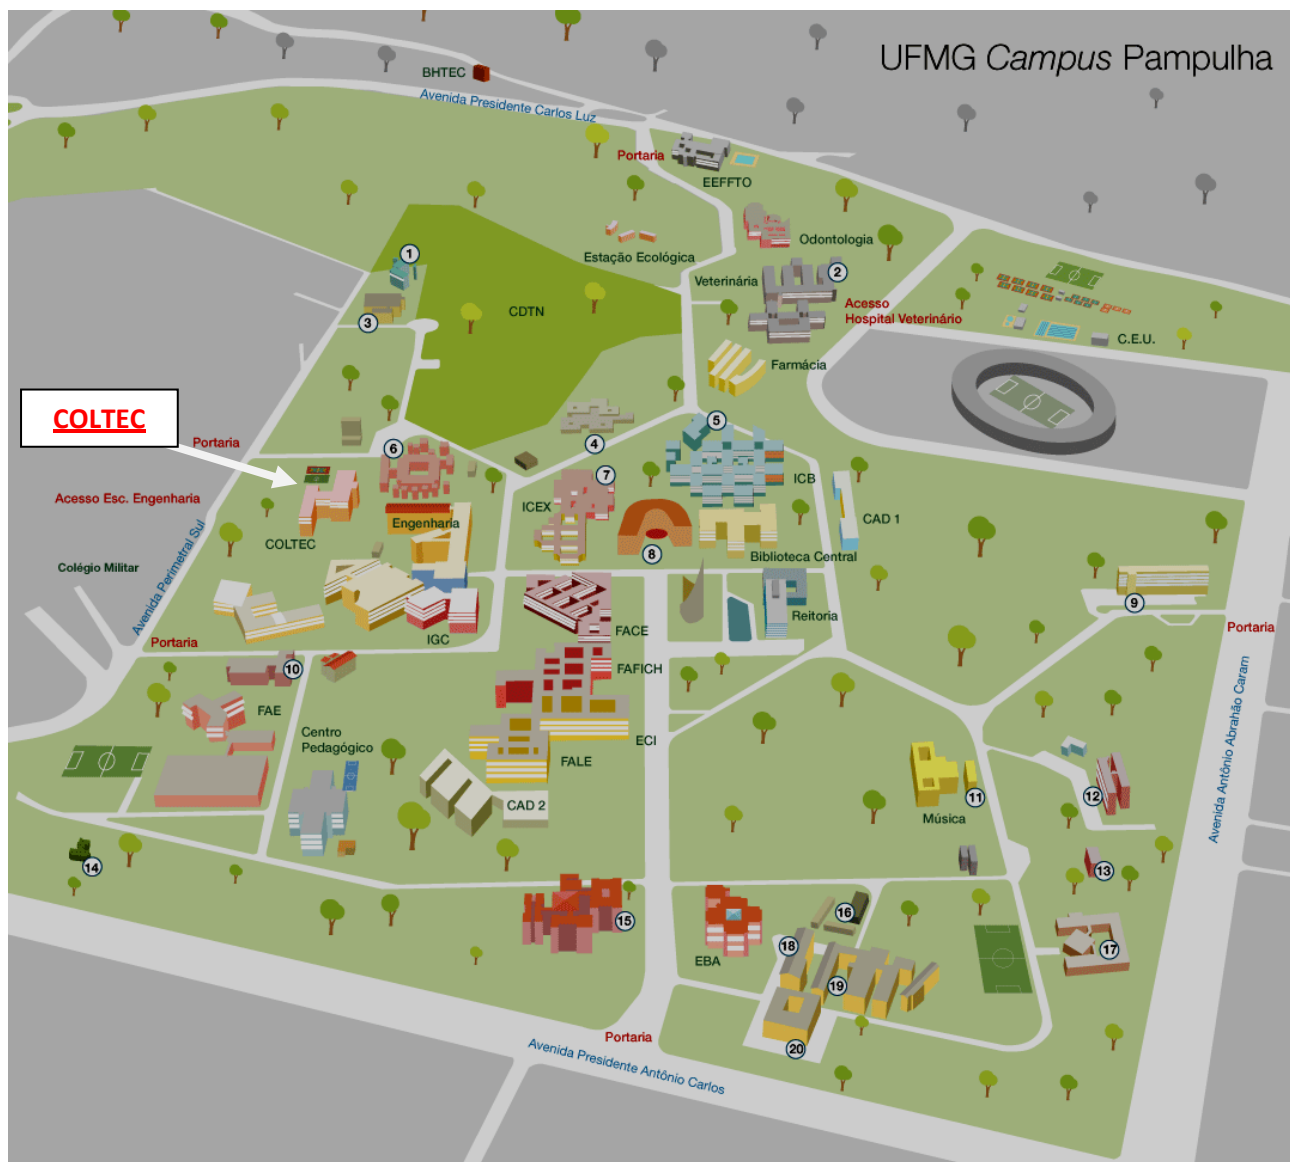 UFMG Campus Pampulha
BHTEC
Avenida Presidente Carlos Luz
Portaria
EEFFTO
Odontologia
Estação Ecológica
1
Veterinária
2
Acesso
Hospital Veterinário
CDTN
3
C.E.U.
Farmácia
COLTEC
Portaria
4
5
6
7
Acesso Esc. Engenharia
ICEX
ICB
CAD 1
Engenharia
COLTEC
8
Biblioteca Central
Colégio Militar
Avenida Perimetral Sul
9
Reitoria
Portaria
FACE
IGC
Portaria
10
FAFICH
FAE
Centro
Pedagógico
ECI
FALE
Avenida Antônio Abrahão Caram
11
12
CAD 2
Música
14
13
15
16
17
18
EBA
19
Portaria
20
Avenida Presidente Antônio Carlos